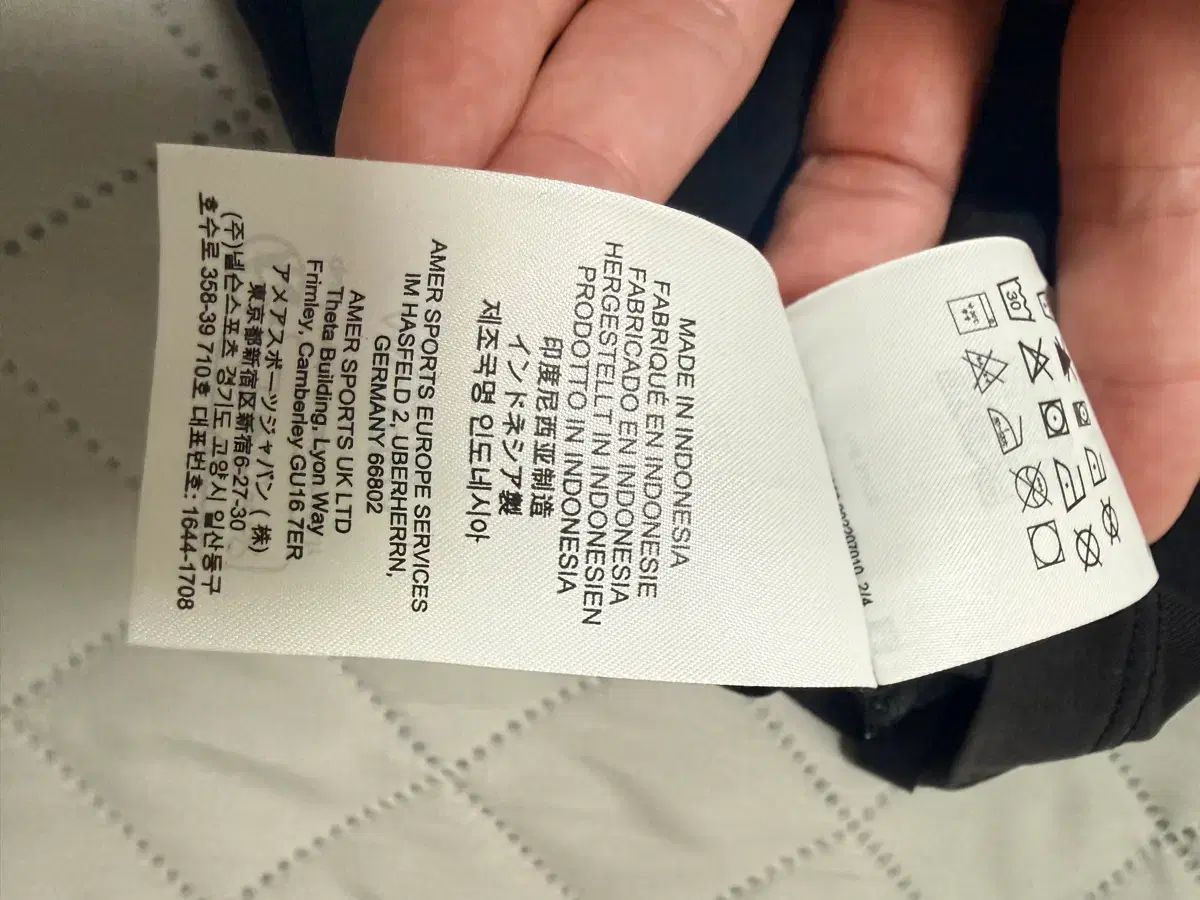 MADE IN INDONESIA
FABRIQUÉ EN INDONESIE
FABRICADO EN INDONESIA
HERGESTELLT IN INDONESIEN
PRODOTTO IN INDONESIA
印度尼西亚制造
インドネシア製
제조국명 인도네시아
AMER SPORTS EUROPE SERVICES
IM HASFELD 2, UBERHERRN,
GERMANY 66802
AMER SPORTS UK LTD
Theta Building, Lyon Way
Frimley, Camberley GU16 7ER
アメアスポーツジャパン ( 株)
東京都新宿区新宿6-27-30
(주)넬슨스포츠 경기도 고양시 일산동구
호수로 358-39 710호 대표번호: 1644-1708
30
2/4